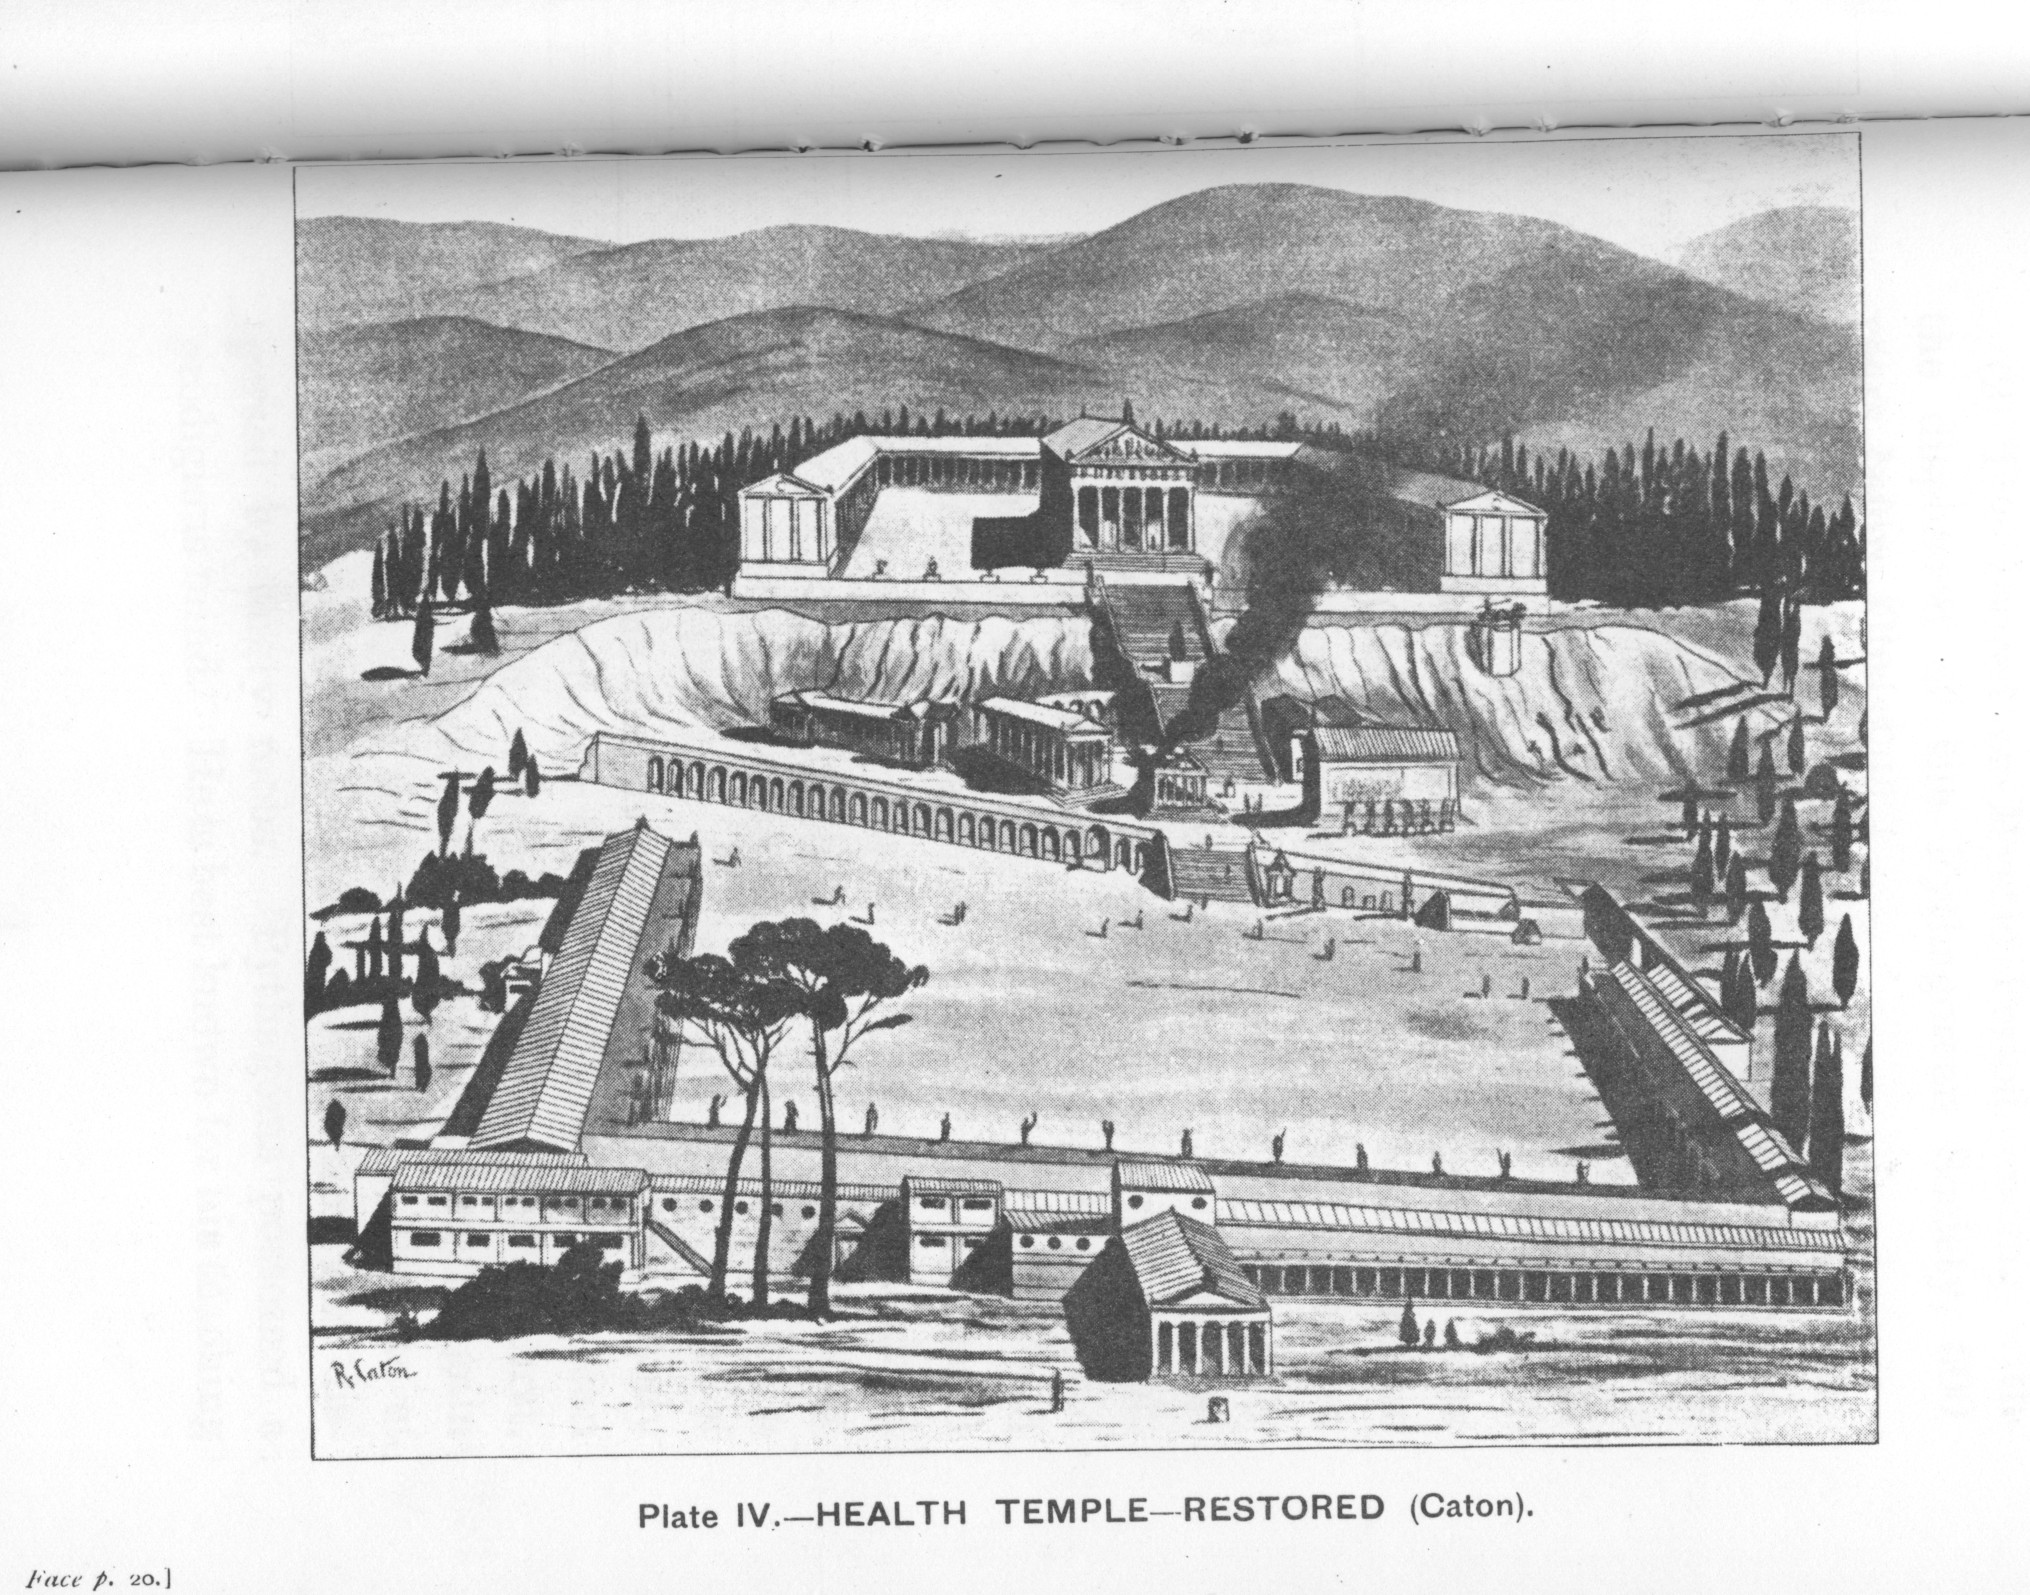 R. Caton
Plate IV.—HEALTH TEMPLE—RESTORED (Caton).
Face p. 20.]